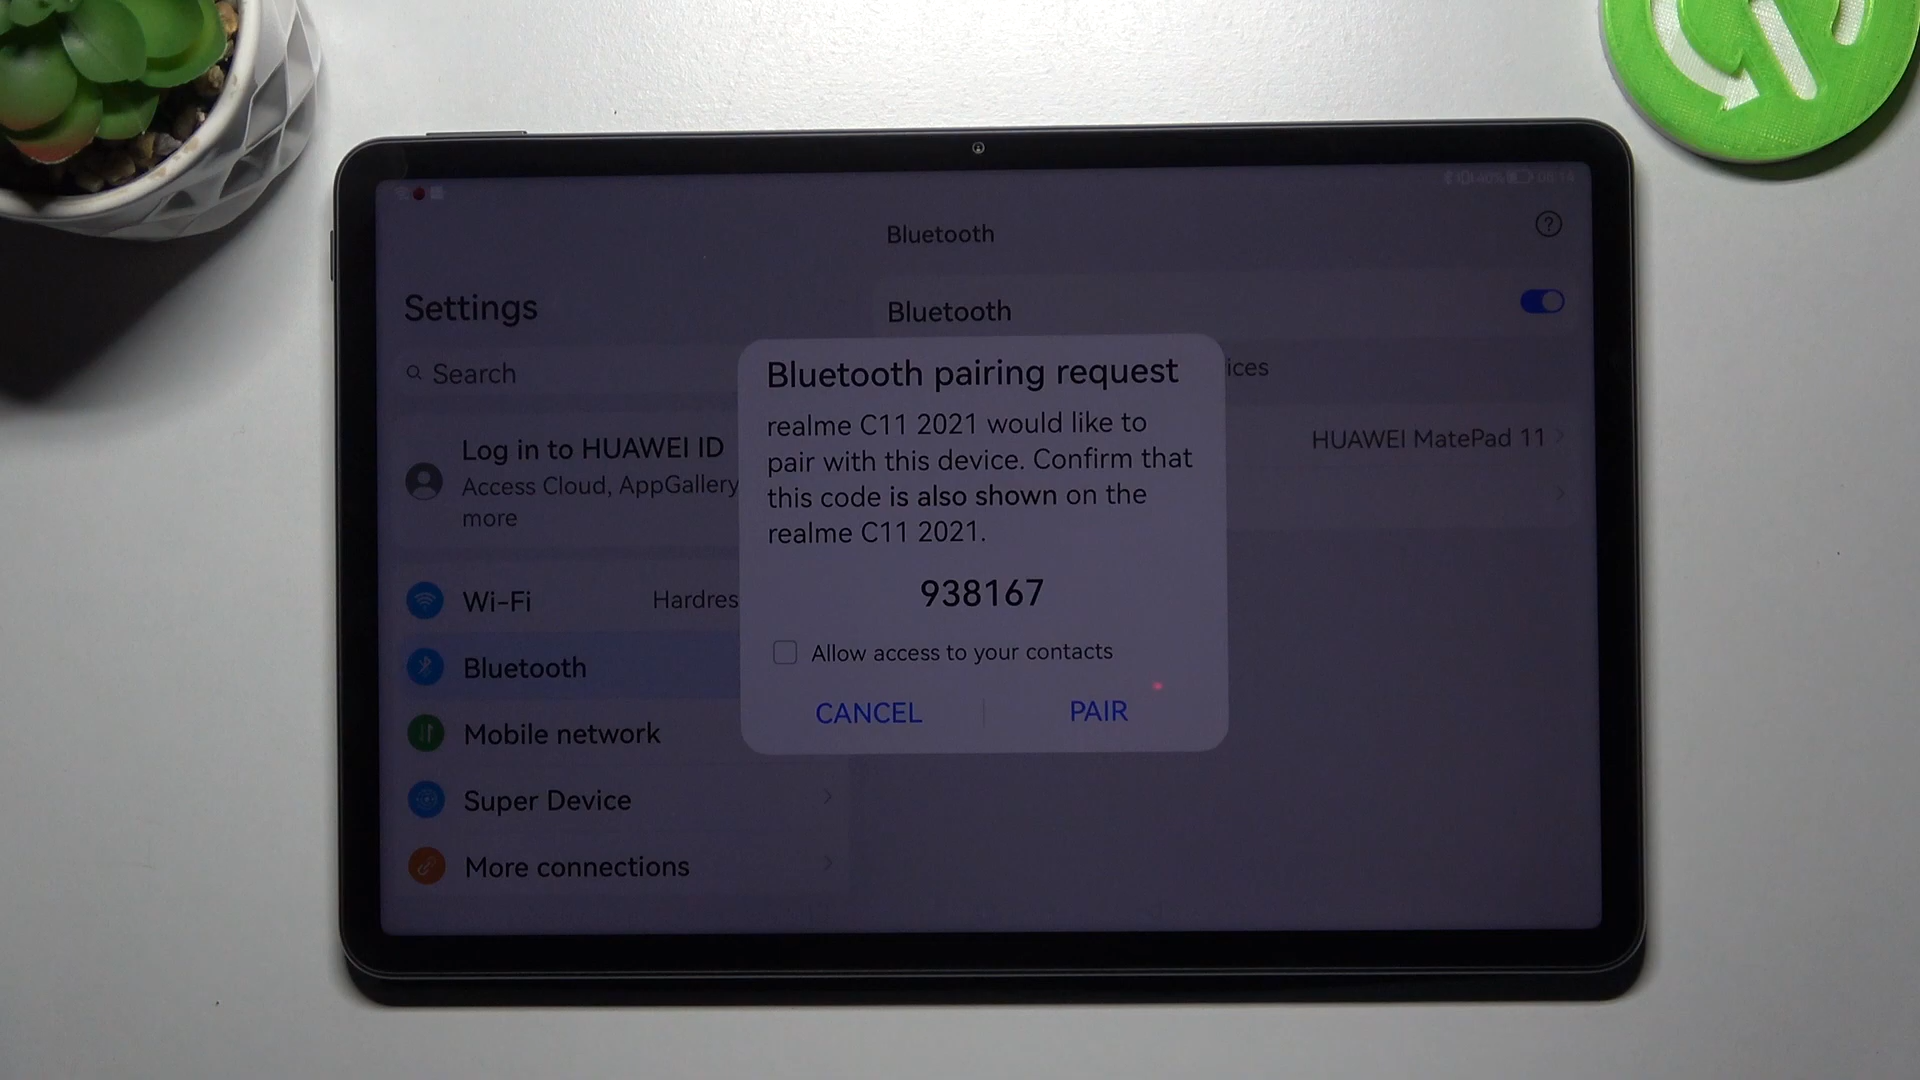 Bluetooth
Settings
Bluetooth
Search
ices
Log in to HUAWEI ID
Access Cloud, AppGallery
more
HUAWEI MatePad 11
Bluetooth pairing request
realme C11 2021 would like to
pair with this device. Confirm that
this code is also shown on the
realme C11 2021.
938167
Allow access to your contacts
CANCEL
PAIR
Wi-Fi
Hardres
Bluetooth
Mobile network
Super Device
More connections